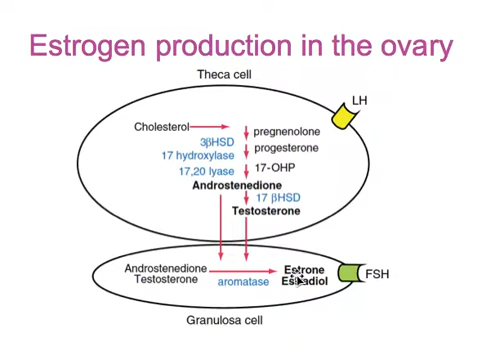 Estrogen production in the ovary
Theca cell
LH
Cholesterol
pregnenolone
3βHSD
progesterone
17 hydroxylase
17,20 lyase
17-OHP
Androstenedione
17 βHSD
Testosterone
Androstenedione
Testosterone
aromatase
Estrone
Estradiol
FSH
Granulosa cell